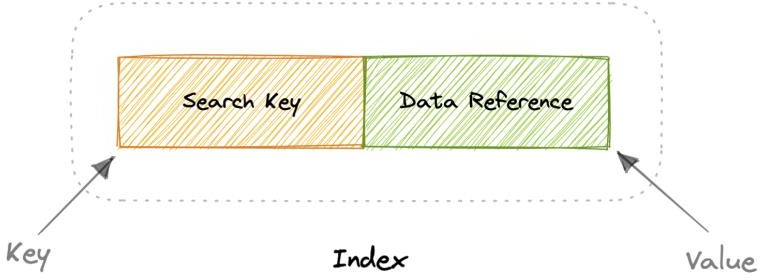 Search Key
Data Reference
Key
Index
Value